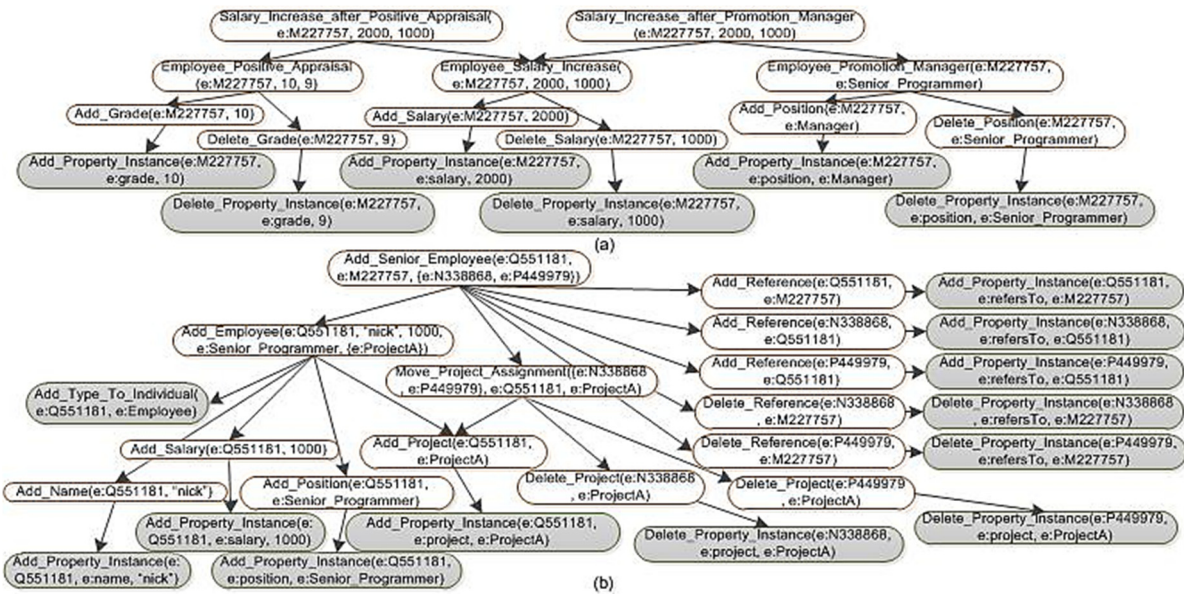 Salary_Increase_after_Positive_Appraisal(
e:M227757, 2000, 1000}
Salary_Increase_after_Promotion_Manager
(e:M227757, 2000, 1000}
Employee_Positive_Appraisal
{e:M227757, 10, 9}
Employee_Salary_Increase(
e:M227757, 2000, 1000}
Employee_Promotion_Manager(e:M227757,
e:Senior_Programmer}
Add_Grade(e:M227757, 10}
Delete_Grade(e:M227757, 9}
Add_Salary(e:M227757, 2000}
Delete_Salary(e:M227757, 1000}
Add_Position(e:M227757,
e:Manager}
Delete_Position(e:M227757,
e:Senior_Programmer}
Add_Property_Instance(e:M227757,
e:grade, 10}
Delete_Property_Instance(e:M227757,
e:grade, 9}
Add_Property_Instance(e:M227757,
e:salary, 2000}
Delete_Property_Instance(e:M227757,
e:salary, 1000}
Add_Property_Instance(e:M227757,
e:position, e:Manager}
Delete_Property_Instance(e:M227757,
e:position, e:Senior_Programmer}
(a)
Add_Senior_Employee(e:Q551181,
e:M227757, {e:N338868, e:P449979})
Add_Employee(e:Q551181, "nick", 1000,
e:Senior_Programmer, {e:ProjectA})
Move_Project_Assignment({e:N338868
, e:P449979}, e:Q551181, e:ProjectA)
Add_Reference(e:Q551181,
e:M227757}
Add_Property_Instance(e:Q551181,
e:refersTo, e:M227757}
Add_Reference(e:N338868,
e:Q551181}
Add_Property_Instance(e:N338868,
e:refersTo, e:Q551181}
Add_Reference(e:P449979,
e:Q551181}
Add_Property_Instance(e:P449979,
e:refersTo, e:Q551181}
Delete_Reference(e:N338868
, e:M227757}
Delete_Property_Instance(e:N338868,
e:refersTo, e:M227757}
Delete_Reference(e:P449979,
e:M227757}
Delete_Property_Instance(e:P449979,
e:refersTo, e:M227757}
Add_Type_To_Individual(
e:Q551181, e:Employee}
Add_Salary(e:Q551181, 1000}
Add_Name(e:Q551181, "nick"}
Add_Position(e:Q551181,
e:Senior_Programmer}
Add_Project(e:Q551181,
e:ProjectA}
Delete_Project(e:N338868
, e:ProjectA}
Delete_Project(e:P449979
, e:ProjectA}
Add_Property_Instance(e:
Q551181, e:salary, 1000}
Add_Property_Instance(e:
Q551181, e:name, "nick"}
Add_Property_Instance(e:Q551181,
e:position, e:Senior_Programmer}
Add_Property_Instance(e:Q551181,
e:project, e:ProjectA}
Delete_Property_Instance(e:N338868,
e:project, e:ProjectA}
Delete_Property_Instance(e:P449979,
e:project, e:ProjectA}
(b)